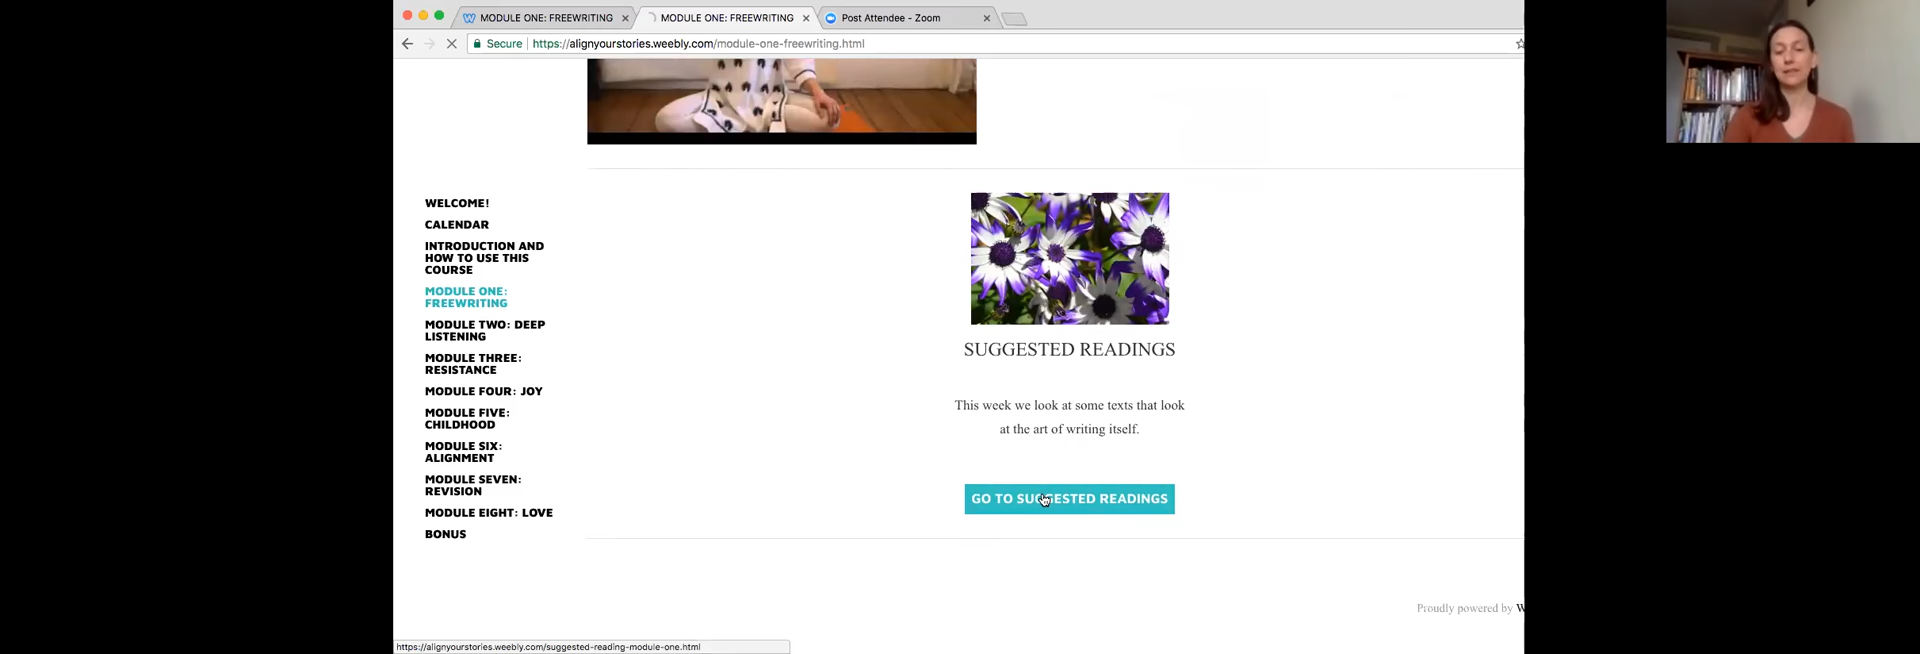 MODULE ONE: FREEWRITING
MODULE ONE: FREEWRITING
Post Attendee - Zoom
Secure
https://alignyourstories.weebly.com/module-one-freewriting.html
WELCOME!
CALENDAR
INTRODUCTION AND
HOW TO USE THIS
COURSE
MODULE ONE:
FREEWRITING
MODULE TWO: DEEP
LISTENING
MODULE THREE:
RESISTANCE
MODULE FOUR: JOY
MODULE FIVE:
CHILDHOOD
MODULE SIX:
ALIGNMENT
MODULE SEVEN:
REVISION
MODULE EIGHT: LOVE
BONUS
SUGGESTED READINGS
This week we look at some texts that look
at the art of writing itself.
GO TO SUGGESTED READINGS
Proudly powered by W
https://alignyourstories.weebly.com/suggested-reading-module-one.html